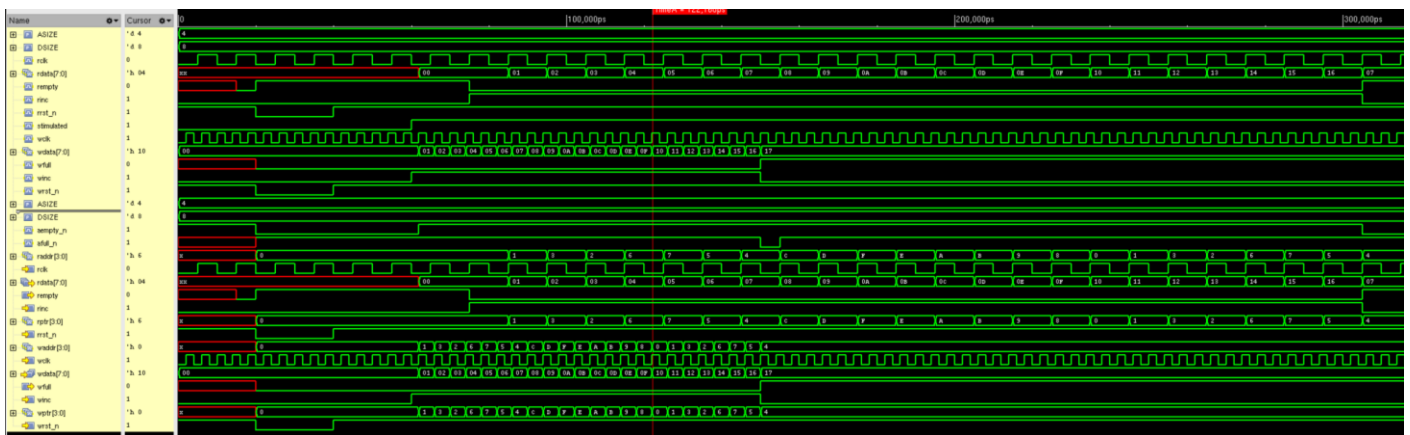 Name Cursor 0 100,000ps TimeA = 122,160ps 200,000ps 300,000ps
ASIZE 'd 4 4
DSIZE 'd 8 8
rclk 0
rdata[7:0] 'h 04 xx 00 01 02 03 04 05 06 07 08 09 0A 0B 0C 0D 0E 0F 10 11 12 13 14 15 16 07
rempty 0
rinc 1
rrst_n 1
stimulated 1
wclk 1
wdata[7:0] 'h 10 00 01 02 03 04 05 06 07 08 09 0A 0B 0C 0D 0E 0F 10 11 12 13 14 15 16 17
wfull 0
winc 1
wrst_n 1
ASIZE 'd 4 4
DSIZE 'd 8 8
aempty_n 1
afull_n 1
raddr[3:0] 'h 6 x 0 1 3 2 6 7 5 4 C D F E A B 9 8 0 1 3 2 6 7 5 4
rclk 0
rdata[7:0] 'h 04 xx 00 01 02 03 04 05 06 07 08 09 0A 0B 0C 0D 0E 0F 10 11 12 13 14 15 16 07
rempty 0
rinc 1
rptr[3:0] 'h 6 x 0 1 3 2 6 7 5 4 C D F E A B 9 8 0 1 3 2 6 7 5 4
rrst_n 1
waddr[3:0] 'h 0 x 0 1 3 2 6 7 5 4 C D F E A B 9 8 0 1 3 2 6 7 5 4
wclk 1
wdata[7:0] 'h 10 00 01 02 03 04 05 06 07 08 09 0A 0B 0C 0D 0E 0F 10 11 12 13 14 15 16 17
wfull 0
winc 1
wptr[3:0] 'h 0 x 0 1 3 2 6 7 5 4 C D F E A B 9 8 0 1 3 2 6 7 5 4
wrst_n 1